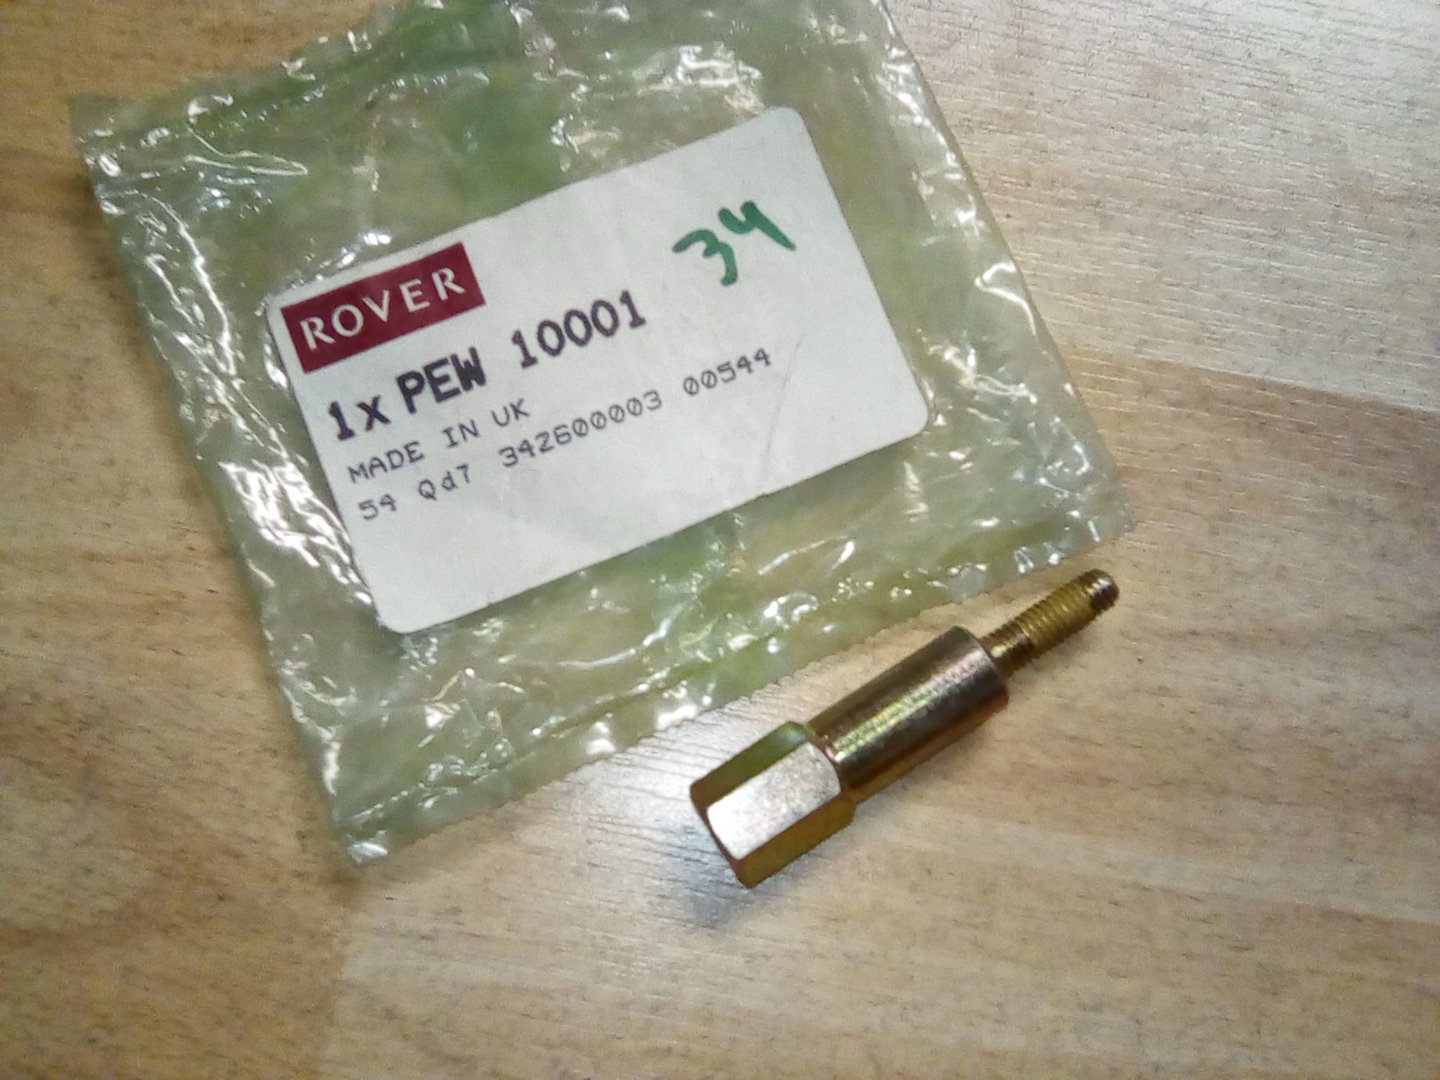 ROVER
34
1x PEW 10001
MADE IN UK
54 Qd7 342600003 00544